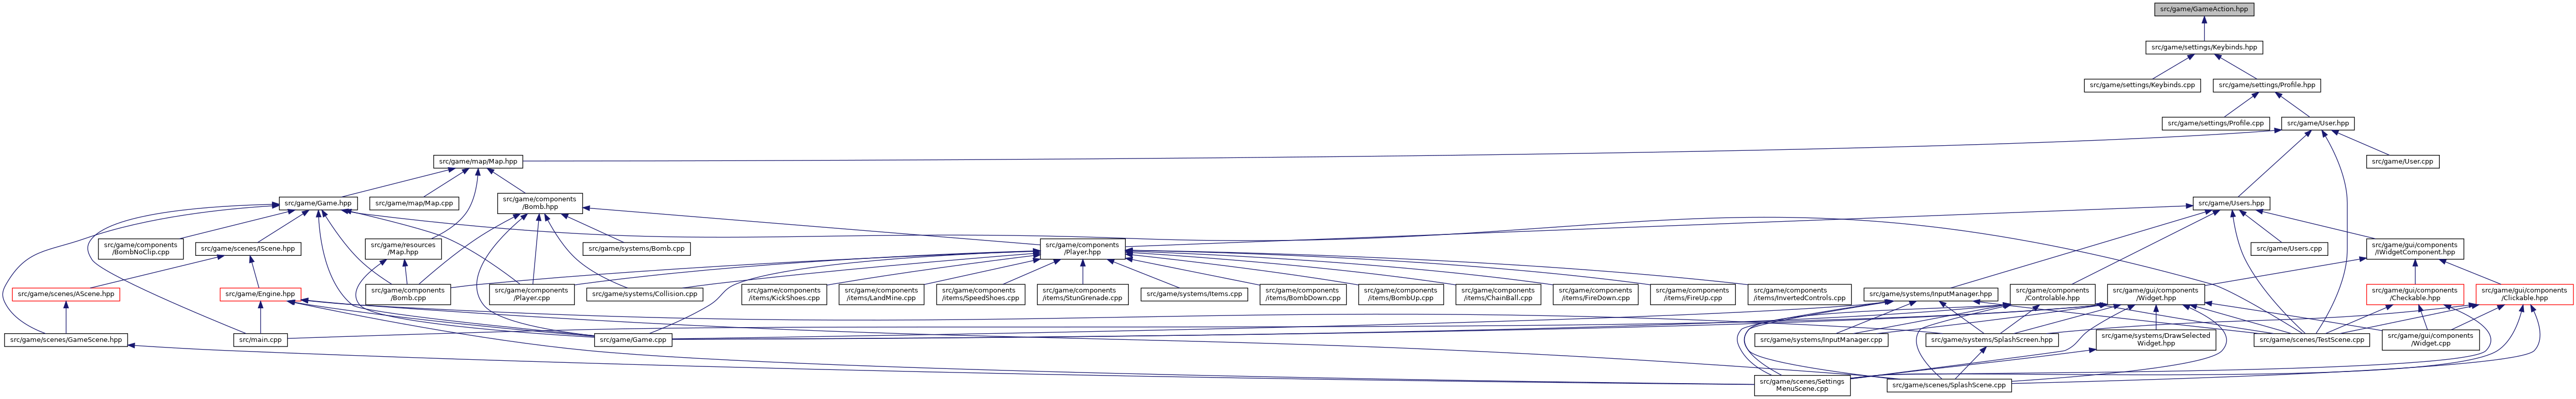 src/game/GameAction.hpp
src/game/settings/Keybinds.hpp
src/game/settings/Keybinds.cpp
src/game/settings/Profile.hpp
src/game/settings/Profile.cpp
src/game/User.hpp
src/game/map/Map.hpp
src/game/User.cpp
src/game/Game.hpp
src/game/map/Map.cpp
src/game/components
/Bomb.hpp
src/game/Users.hpp
src/game/components
/BombNoClip.cpp
src/game/scenes/IScene.hpp
src/game/resources
/Map.hpp
src/game/systems/Bomb.cpp
src/game/components
/Player.hpp
src/game/Users.cpp
src/game/gui/components
/WidgetComponent.hpp
src/game/scenes/AScene.hpp
src/game/Engine.hpp
src/game/components
/Bomb.cpp
src/game/components
/Player.cpp
src/game/systems/Collision.cpp
src/game/components
/items/KickShoes.cpp
src/game/components
/items/LandMine.cpp
src/game/components
/items/SpeedShoes.cpp
src/game/components
/items/StunGrenade.cpp
src/game/systems/Items.cpp
src/game/components
/items/BombDown.cpp
src/game/components
/items/BombUp.cpp
src/game/components
/items/ChainBall.cpp
src/game/components
/items/FireDown.cpp
src/game/components
/items/FireUp.cpp
src/game/components
/items/InvertedControls.cpp
src/game/systems/InputManager.hpp
src/game/components
/Controlable.hpp
src/game/gui/components
/Widget.hpp
src/game/gui/components
/Checkable.hpp
src/game/gui/components
/Clickable.hpp
src/game/scenes/GameScene.hpp
src/main.cpp
src/game/Game.cpp
src/game/systems/InputManager.cpp
src/game/systems/SplashScreen.hpp
src/game/systems/DrawSelected
Widget.hpp
src/game/scenes/TestScene.cpp
src/game/gui/components
/Widget.cpp
src/game/scenes/Settings
MenuScene.cpp
src/game/scenes/SplashScene.cpp